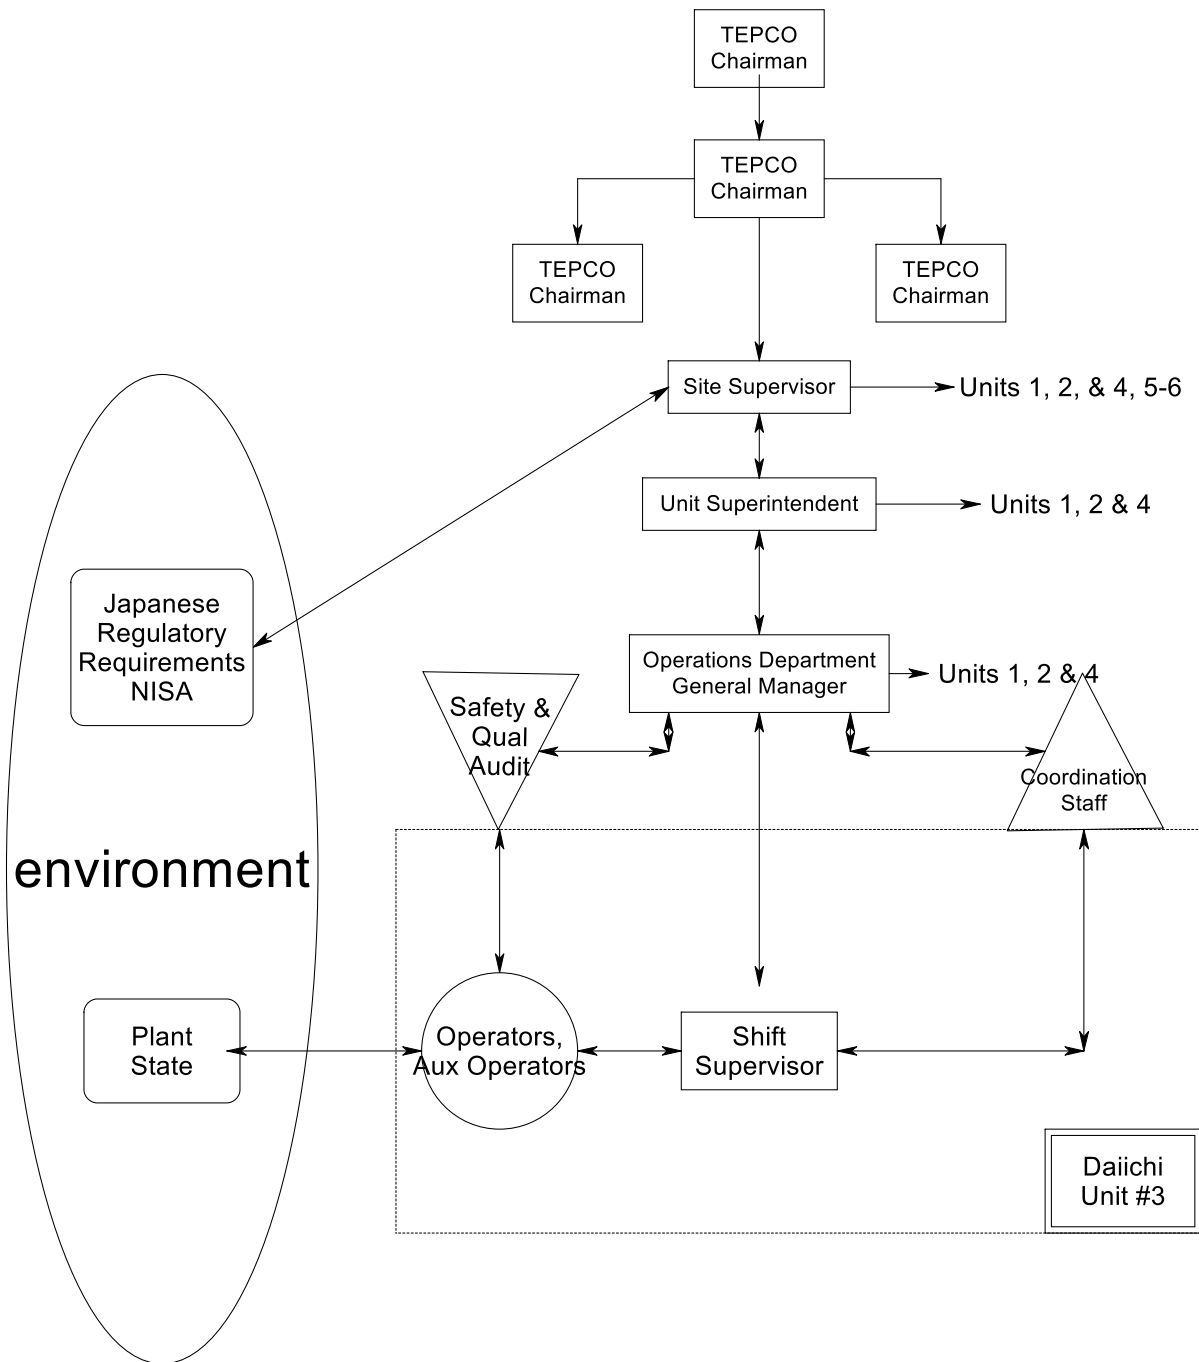 TEPCO
Chairman
TEPCO
Chairman
TEPCO
Chairman
TEPCO
Chairman
Site Supervisor
Units 1, 2, & 4, 5-6
Unit Superintendent
Units 1, 2 & 4
Japanese
Regulatory
Requirements
NISA
Operations Department
General Manager
Units 1, 2 & 4
Safety &
Qual
Audit
Coordination
Staff
environment
Plant
State
Operators,
Aux Operators
Shift
Supervisor
Daiichi
Unit #3